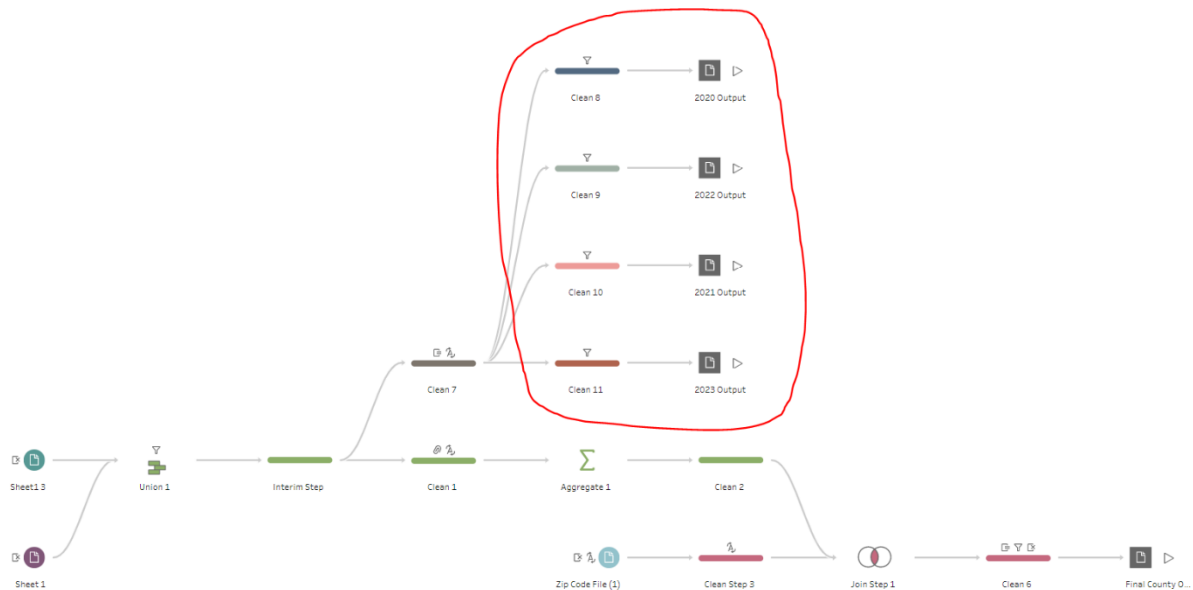 Clean 8
2020 Output
Clean 9
2022 Output
Clean 10
2021 Output
Clean 7
Clean 11
2023 Output
Sheet1 3
Union 1
Interim Step
Clean 1
Aggregate 1
Clean 2
Sheet 1
Zip Code File (1)
Clean Step 3
Join Step 1
Clean 6
Final County O...